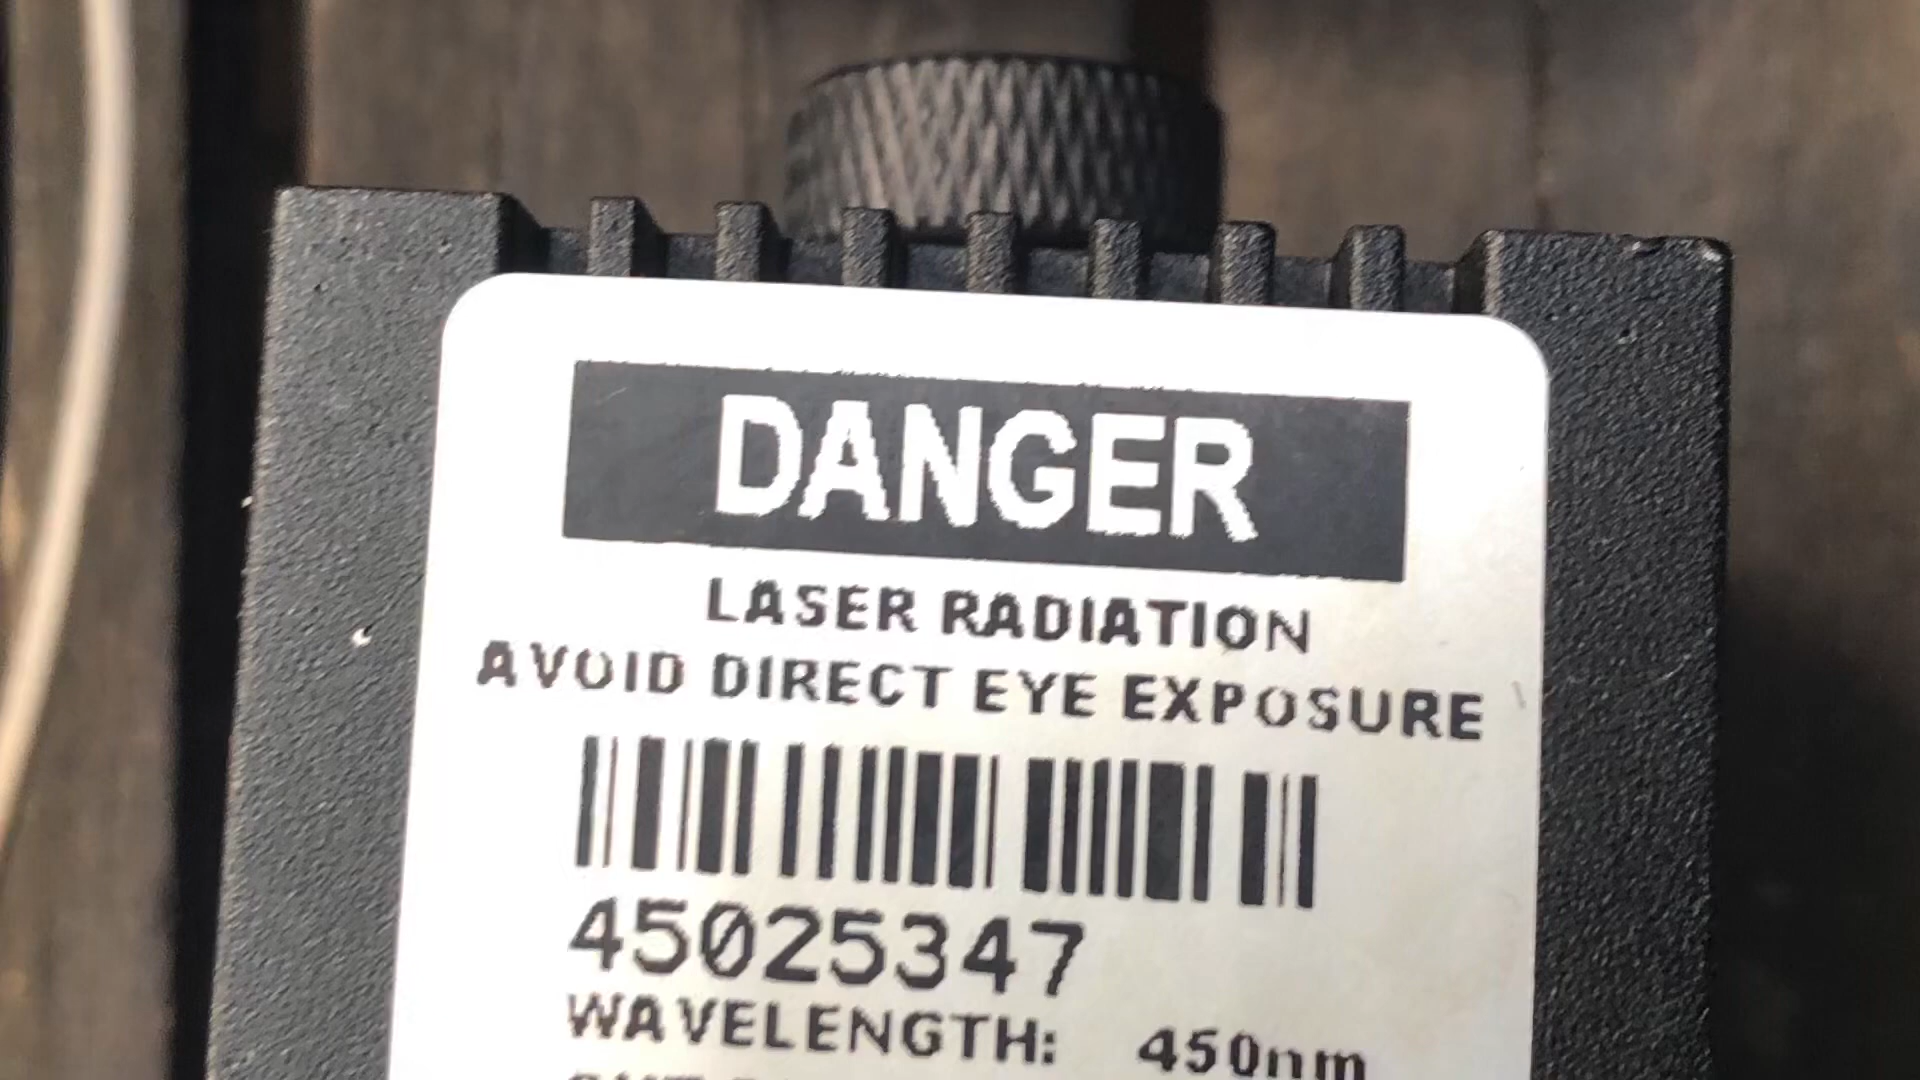 DANGER
LASER RADIATION
AVOID DIRECT EYE EXPOSURE
45025347
WAVELENGTH: 450nm